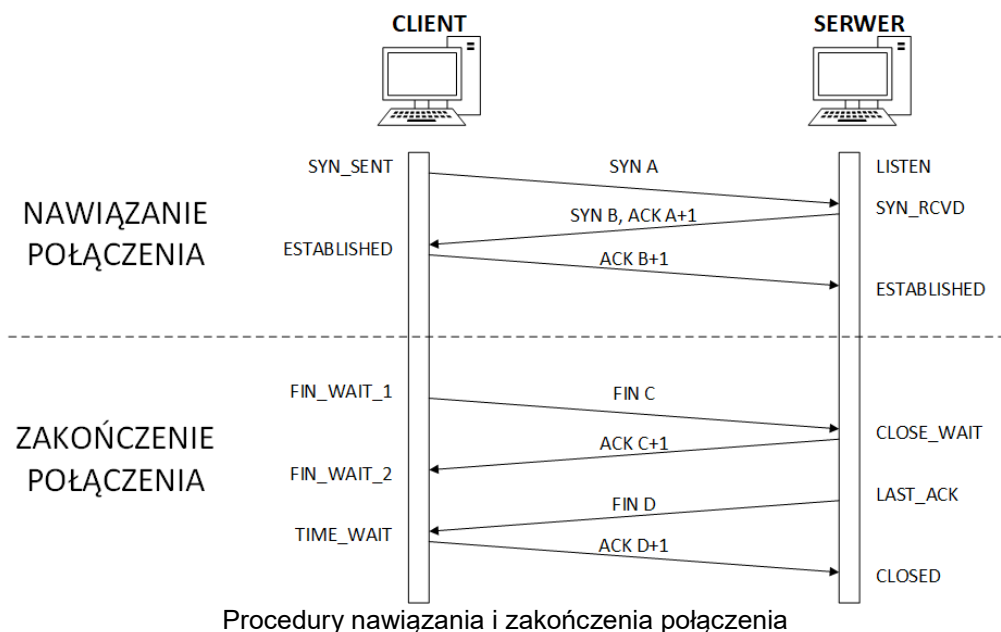 CLIENT
SERWER
SYN_SENT
SYN A
LISTEN
NAWIĄZANIE
POŁĄCZENIA
SYN B, ACK A+1
SYN_RCVD
ESTABLISHED
ACK B+1
ESTABLISHED
FIN_WAIT_1
FIN C
ZAKOŃCZENIE
POŁĄCZENIA
ACK C+1
CLOSE_WAIT
FIN_WAIT_2
FIN D
LAST_ACK
TIME_WAIT
ACK D+1
CLOSED
Procedury nawiązania i zakończenia połączenia